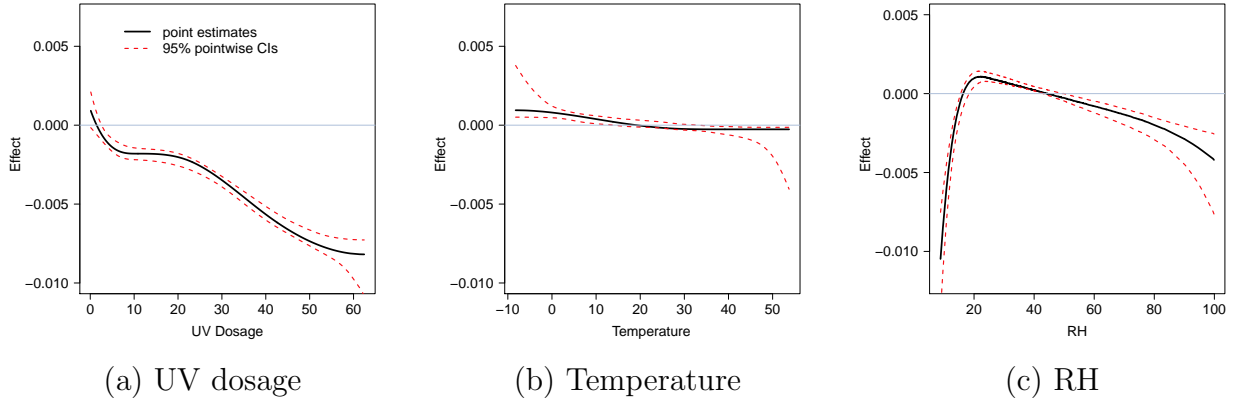 point estimates
95% pointwise CIs
Effect
0.005
0.000
−0.005
−0.010
0 10 20 30 40 50 60
UV Dosage
(a) UV dosage
Effect
0.005
0.000
−0.005
−0.010
−10 0 10 20 30 40 50
Temperature
(b) Temperature
Effect
0.005
0.000
−0.005
−0.010
20 40 60 80 100
RH
(c) RH